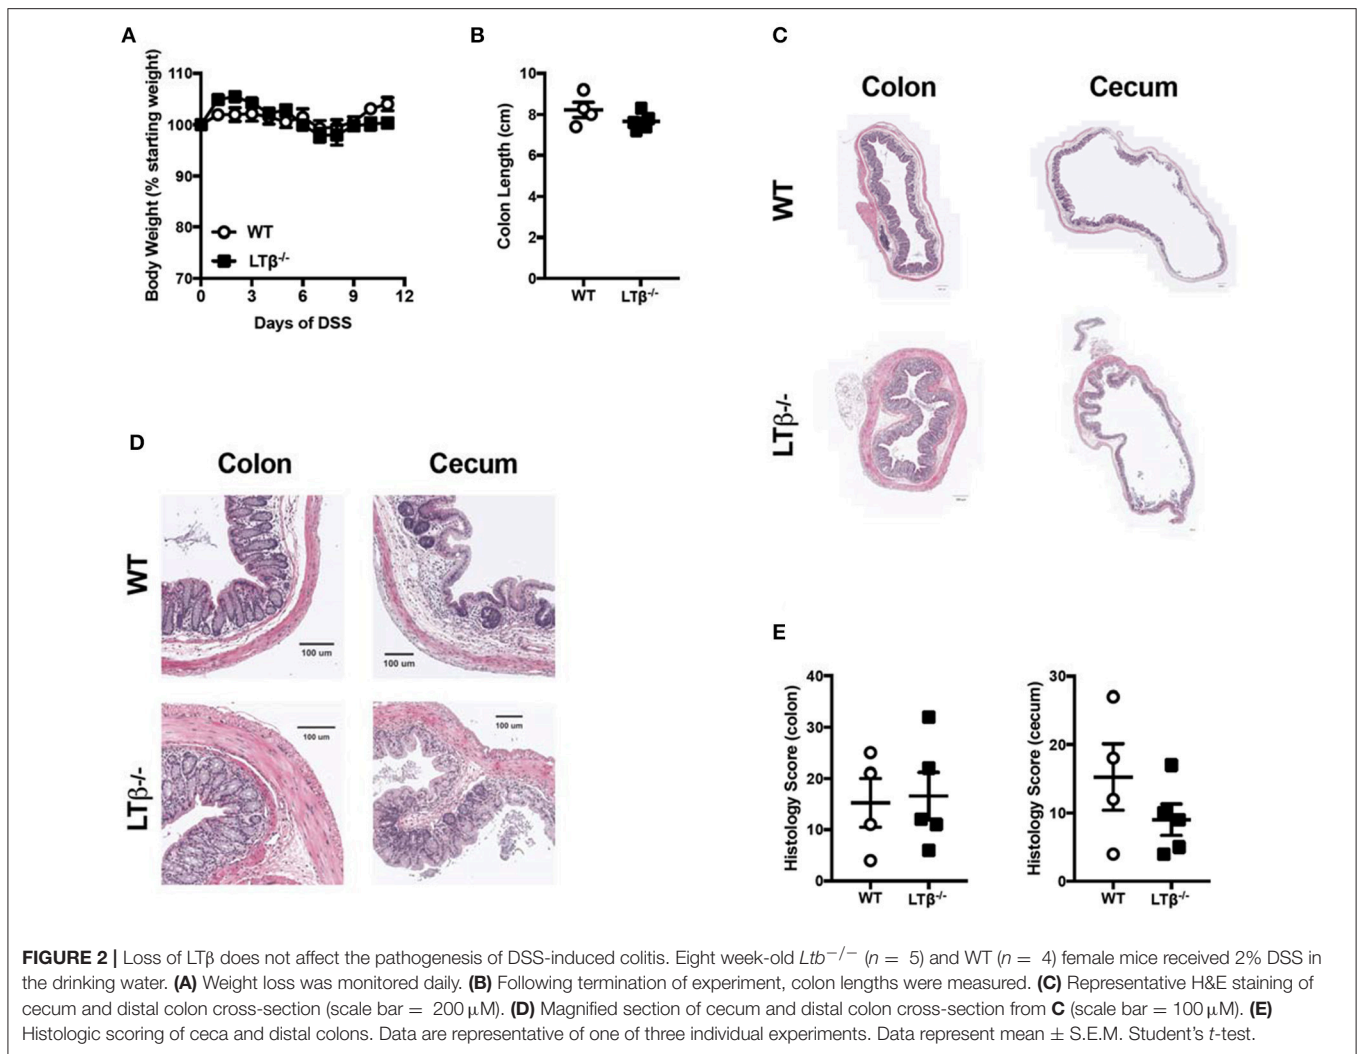 A
Body Weight (% starting weight)
110
100
90
80
70
WT
LTβ-/-
0 3 6 9 12
Days of DSS
B
Colon Length (cm)
10
8
6
4
2
0
WT LTβ-/-
C
Colon Cecum
WT
LTβ-/-
D
Colon Cecum
WT
100 um
100 um
LTβ-/-
100 um
100 um
E
Histology Score (colon)
40
30
20
10
0
WT LTβ-/-
Histology Score (cecum)
30
20
10
0
WT LTβ-/-
FIGURE 2 | Loss of LTβ does not affect the pathogenesis of DSS-induced colitis. Eight week-old Ltb−/− (n = 5) and WT (n = 4) female mice received 2% DSS in
the drinking water. (A) Weight loss was monitored daily. (B) Following termination of experiment, colon lengths were measured. (C) Representative H&E staining of
cecum and distal colon cross-section (scale bar = 200 μM). (D) Magnified section of cecum and distal colon cross-section from C (scale bar = 100 μM). (E)
Histologic scoring of ceca and distal colons. Data are representative of one of three individual experiments. Data represent mean ± S.E.M. Student's t-test.